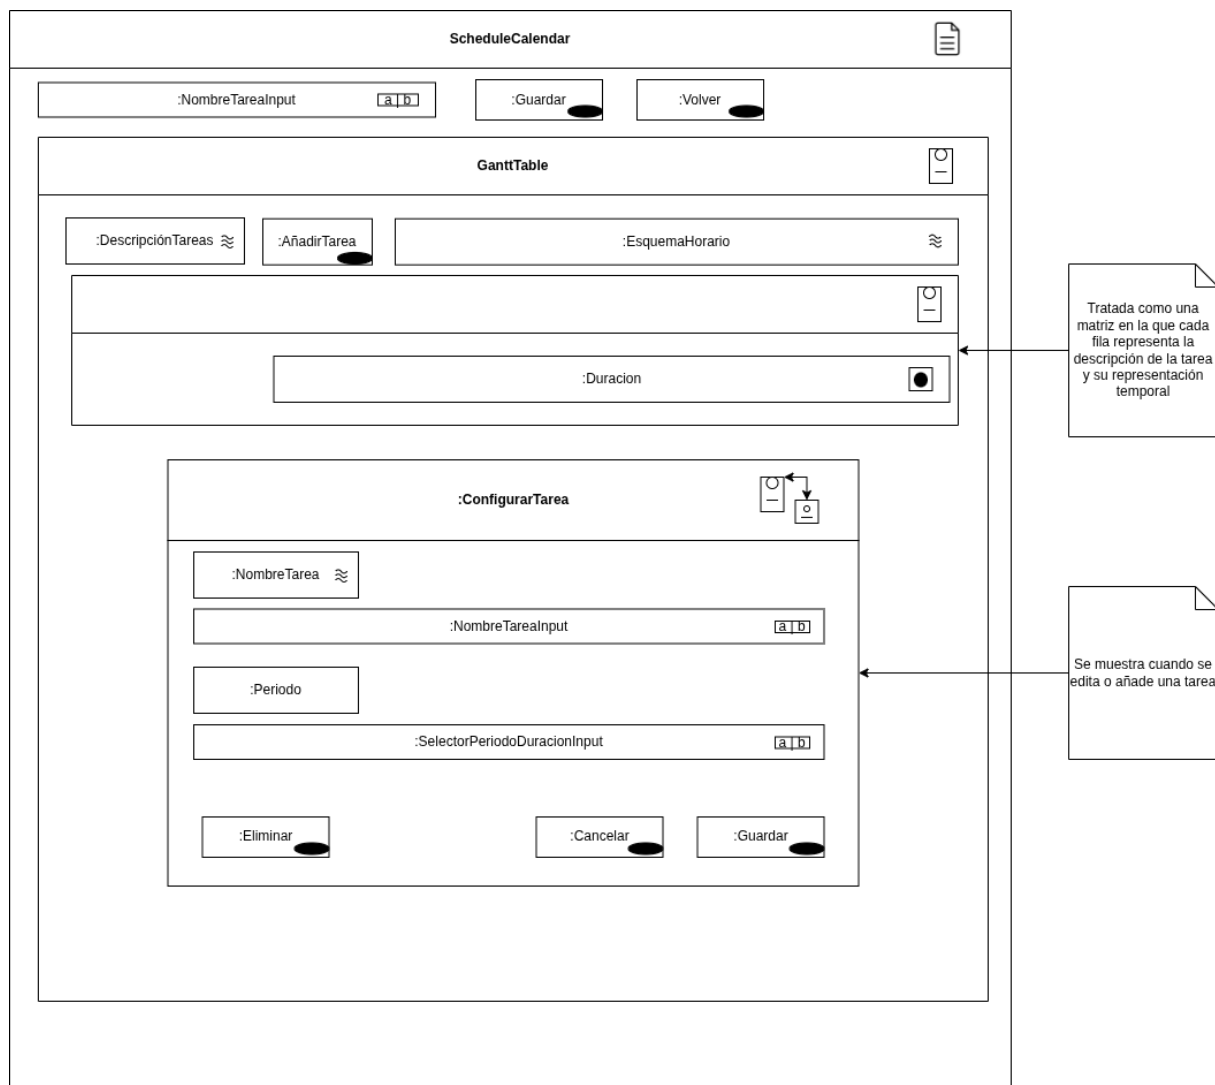 ScheduleCalendar
:NombreTareaInput
a|b
:Guardar
:Volver
GanttTable
:DescripciónTareas
:AñadirTarea
:EsquemaHorario
:Duracion
Tratada como una
matriz en la que cada
fila representa la
descripción de la tarea
y su representación
temporal
:ConfigurarTarea
:NombreTarea
:NombreTareaInput
a|b
:Periodo
:SelectorPeriodoDuracionInput
a|b
Se muestra cuando se
edita o añade una tarea
:Eliminar
:Cancelar
:Guardar